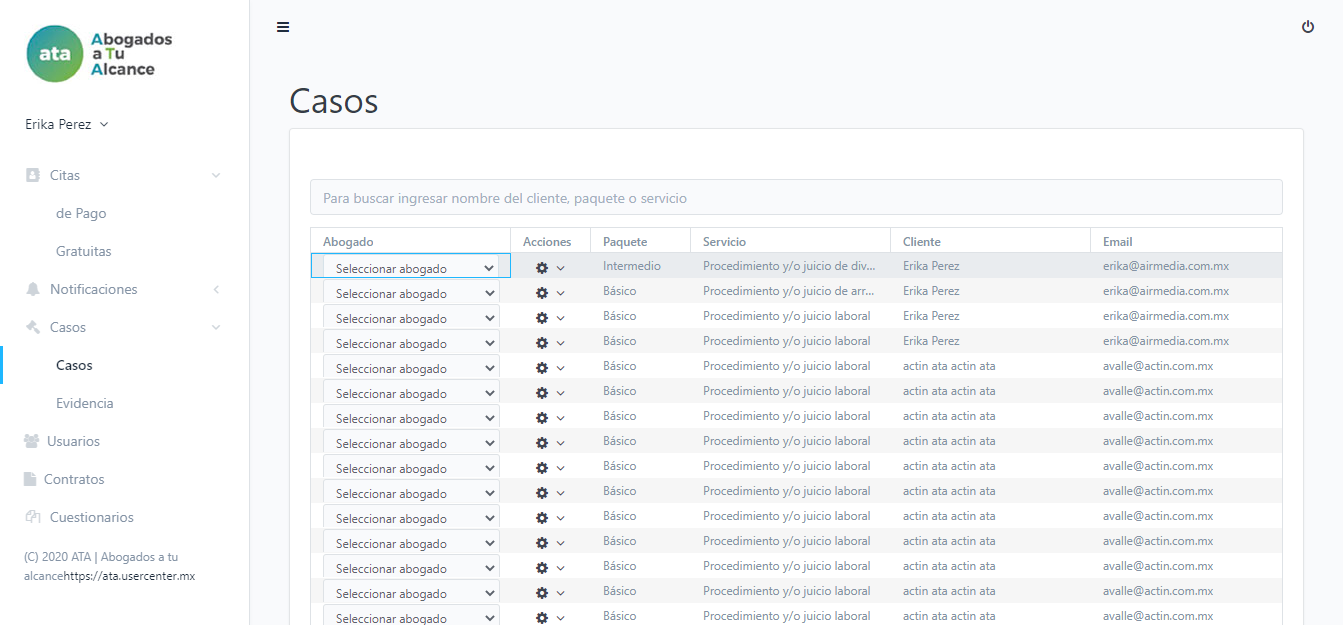 ata
Abogados
a Tu
Alcance
Erika Perez
Citas
de Pago
Gratuitas
Notificaciones
Casos
Casos
Evidencia
Usuarios
Contratos
Cuestionarios
(C) 2020 ATA | Abogados a tu
alcancehttps://ata.usercenter.mx
Casos
Para buscar ingresar nombre del cliente, paquete o servicio
Abogado Acciones Paquete Servicio Cliente Email
Seleccionar abogado Intermedio Procedimiento y/o juicio de div... Erika Perez erika@airmedia.com.mx
Seleccionar abogado Básico Procedimiento y/o juicio de arr... Erika Perez erika@airmedia.com.mx
Seleccionar abogado Básico Procedimiento y/o juicio laboral Erika Perez erika@airmedia.com.mx
Seleccionar abogado Básico Procedimiento y/o juicio laboral Erika Perez erika@airmedia.com.mx
Seleccionar abogado Básico Procedimiento y/o juicio laboral actin ata actin ata avalle@actin.com.mx
Seleccionar abogado Básico Procedimiento y/o juicio laboral actin ata actin ata avalle@actin.com.mx
Seleccionar abogado Básico Procedimiento y/o juicio laboral actin ata actin ata avalle@actin.com.mx
Seleccionar abogado Básico Procedimiento y/o juicio laboral actin ata actin ata avalle@actin.com.mx
Seleccionar abogado Básico Procedimiento y/o juicio laboral actin ata actin ata avalle@actin.com.mx
Seleccionar abogado Básico Procedimiento y/o juicio laboral actin ata actin ata avalle@actin.com.mx
Seleccionar abogado Básico Procedimiento y/o juicio laboral actin ata actin ata avalle@actin.com.mx
Seleccionar abogado Básico Procedimiento y/o juicio laboral actin ata actin ata avalle@actin.com.mx
Seleccionar abogado Básico Procedimiento y/o juicio laboral actin ata actin ata avalle@actin.com.mx
Seleccionar abogado Básico Procedimiento y/o juicio laboral actin ata actin ata avalle@actin.com.mx
Seleccionar abogado Básico Procedimiento y/o juicio laboral actin ata actin ata avalle@actin.com.mx